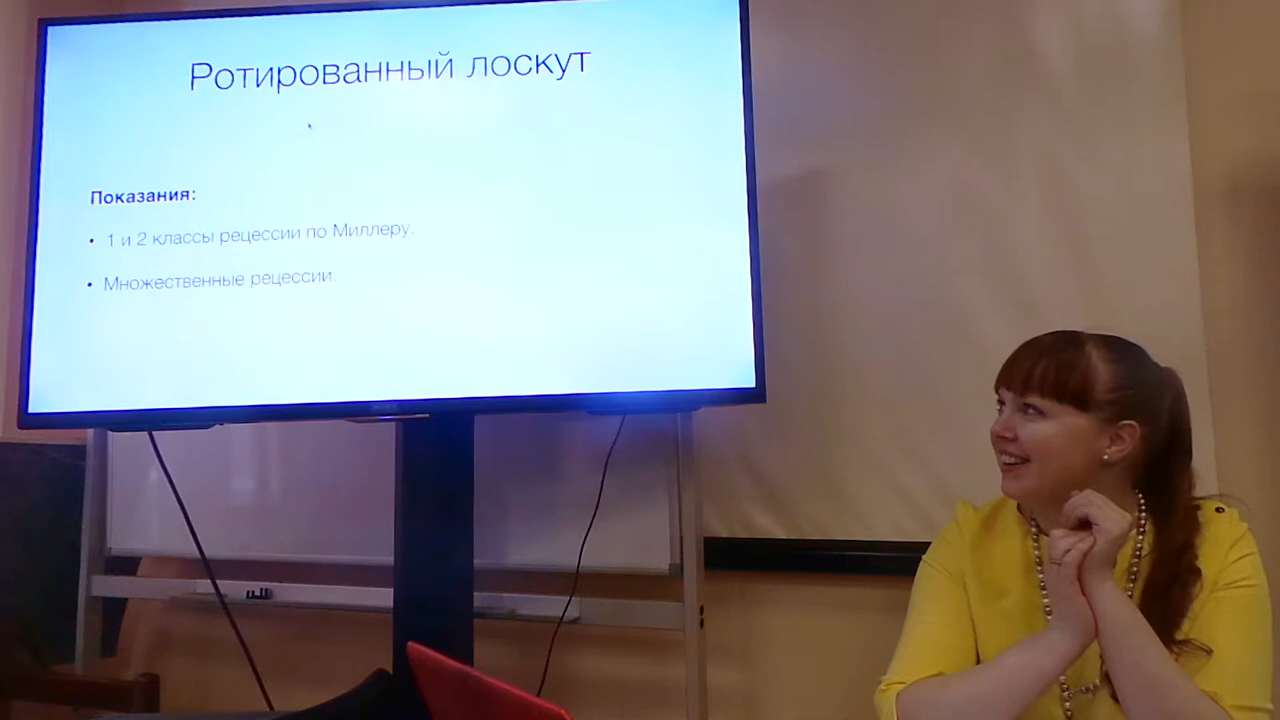 Ротированный лоскут
Показания:
• 1 и 2 классы рецессии по Миллеру.
• Множественные рецессии.